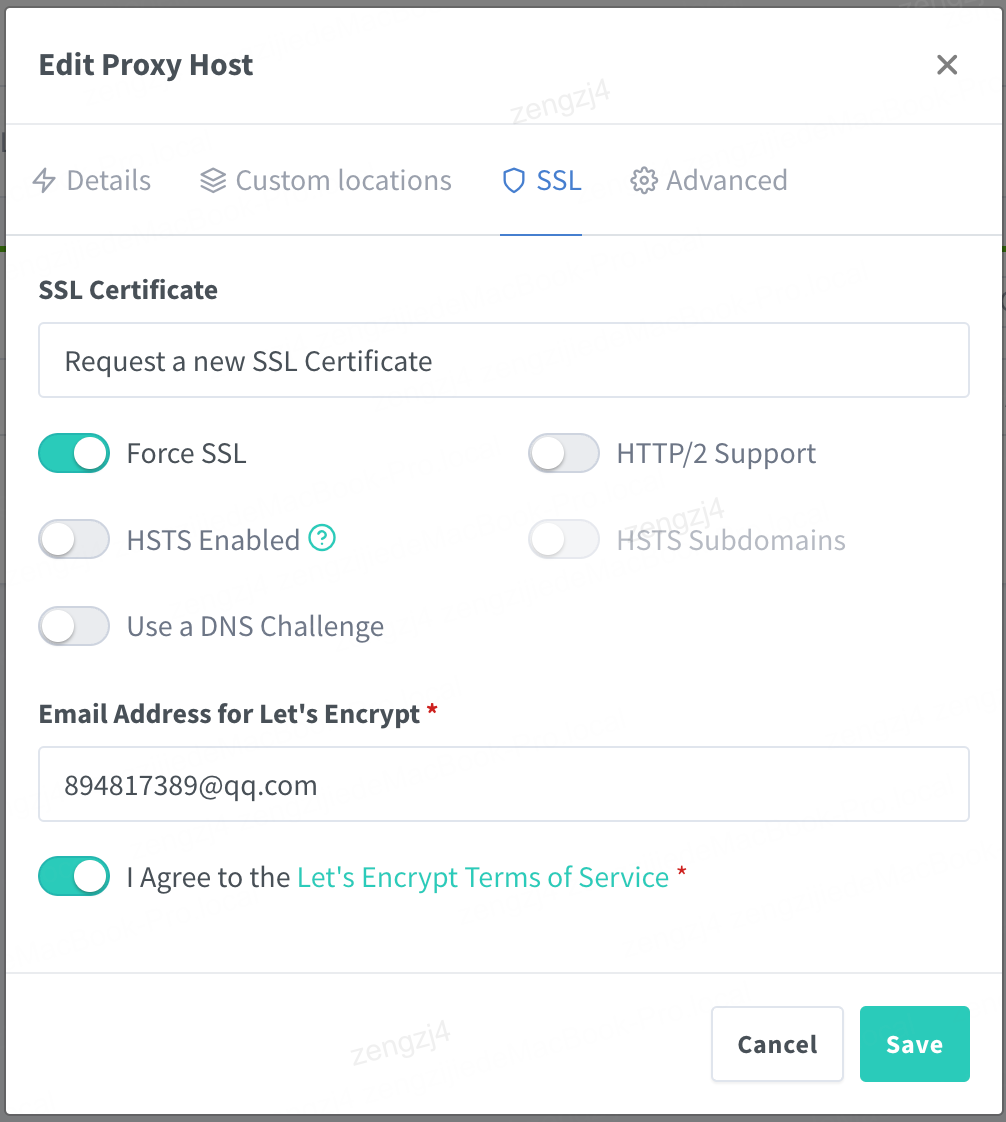 Edit Proxy Host
zengzj4
Details Custom locations SSL Advanced
SSL Certificate
Request a new SSL Certificate
Force SSL HTTP/2 Support
zengzj4
HSTS Enabled HSTS Subdomains
Use a DNS Challenge
Email Address for Let's Encrypt *
894817389@qq.com
I Agree to the Let's Encrypt Terms of Service *
zengzj4
Cancel Save